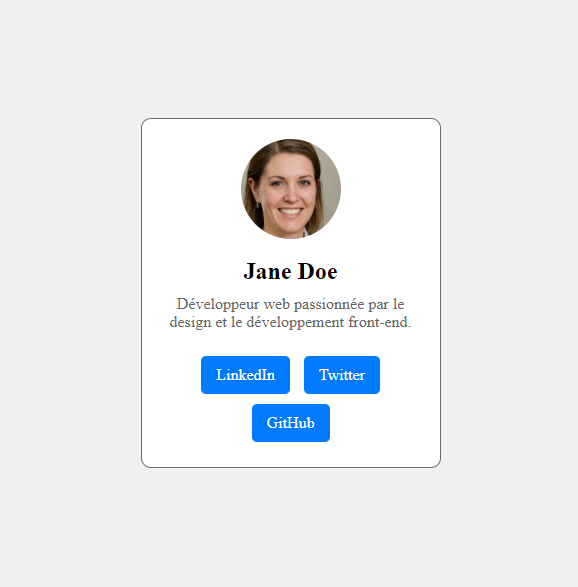 Jane Doe
Développeur web passionnée par le
design et le développement front-end.
LinkedIn Twitter
GitHub